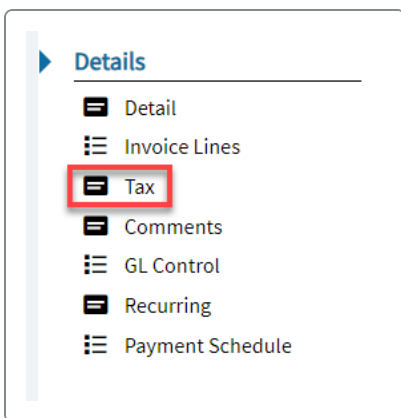 Details
Detail
Invoice Lines
Tax
Comments
GL Control
Recurring
Payment Schedule